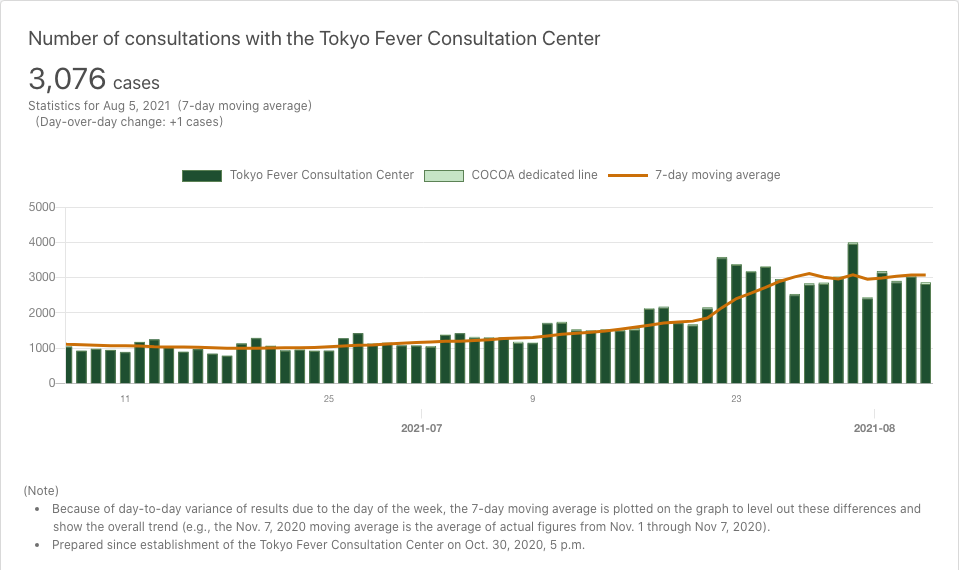 Number of consultations with the Tokyo Fever Consultation Center
3,076 cases
Statistics for Aug 5, 2021 (7-day moving average)
(Day-over-day change: +1 cases)
Tokyo Fever Consultation Center COCOA dedicated line 7-day moving average
5000
4000
3000
2000
1000
0
11 25 9 23
2021-07 2021-08
(Note)
• Because of day-to-day variance of results due to the day of the week, the 7-day moving average is plotted on the graph to level out these differences and
show the overall trend (e.g., the Nov. 7, 2020 moving average is the average of actual figures from Nov. 1 through Nov 7, 2020).
• Prepared since establishment of the Tokyo Fever Consultation Center on Oct. 30, 2020, 5 p.m.